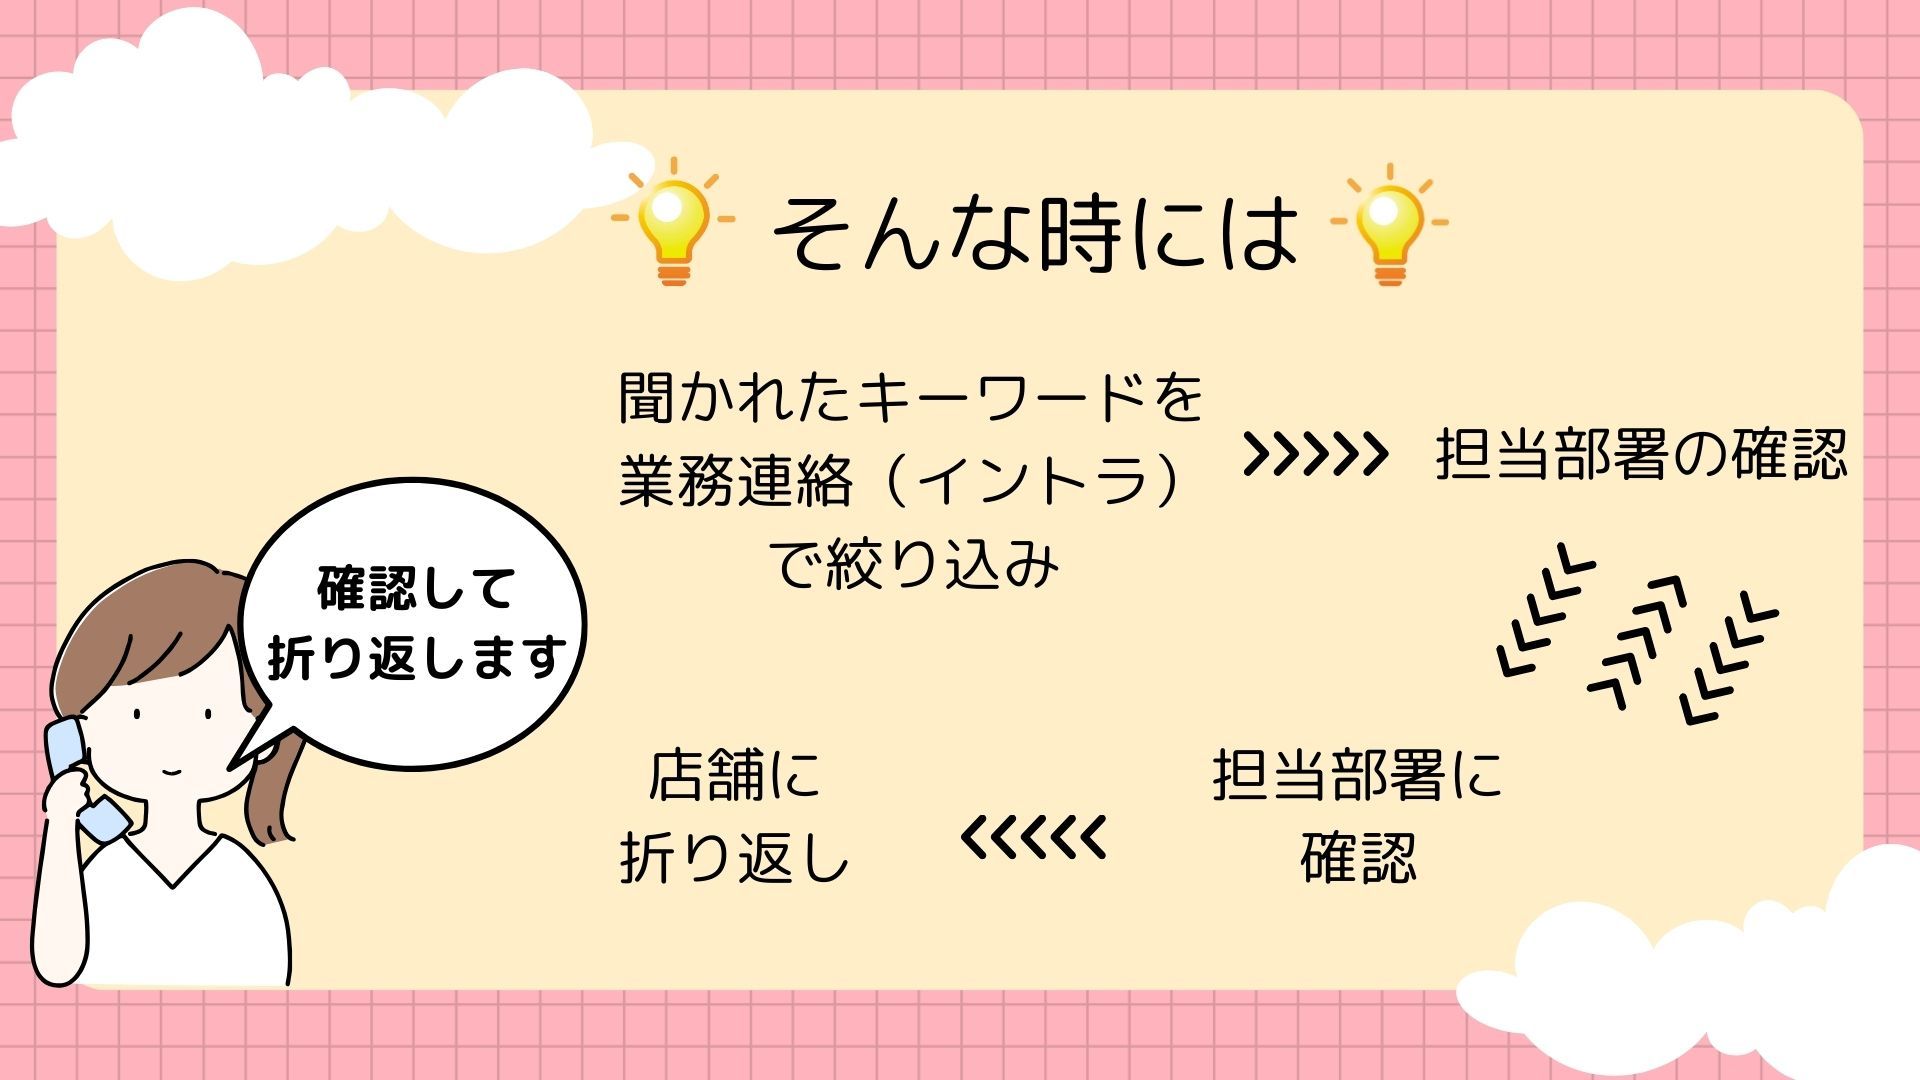 そんな時には
聞かれたキーワードを
業務連絡（イントラ）
で絞り込み
担当部署の確認
確認して
折り返します
担当部署に
確認
店舗に
折り返し